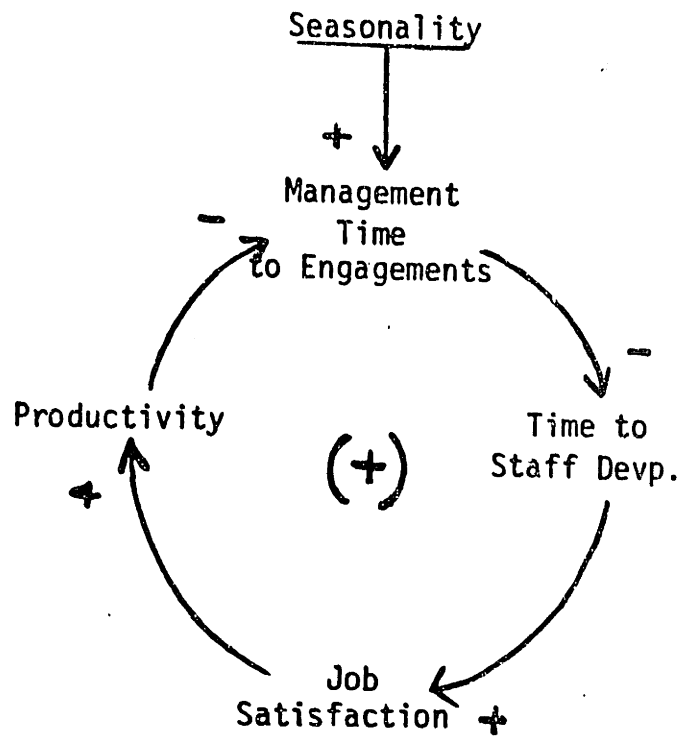 Seasonality
+
Management
Time
to Engagements
-
-
Productivity
Time to
Staff Devp.
(+)
+
Job
Satisfaction +